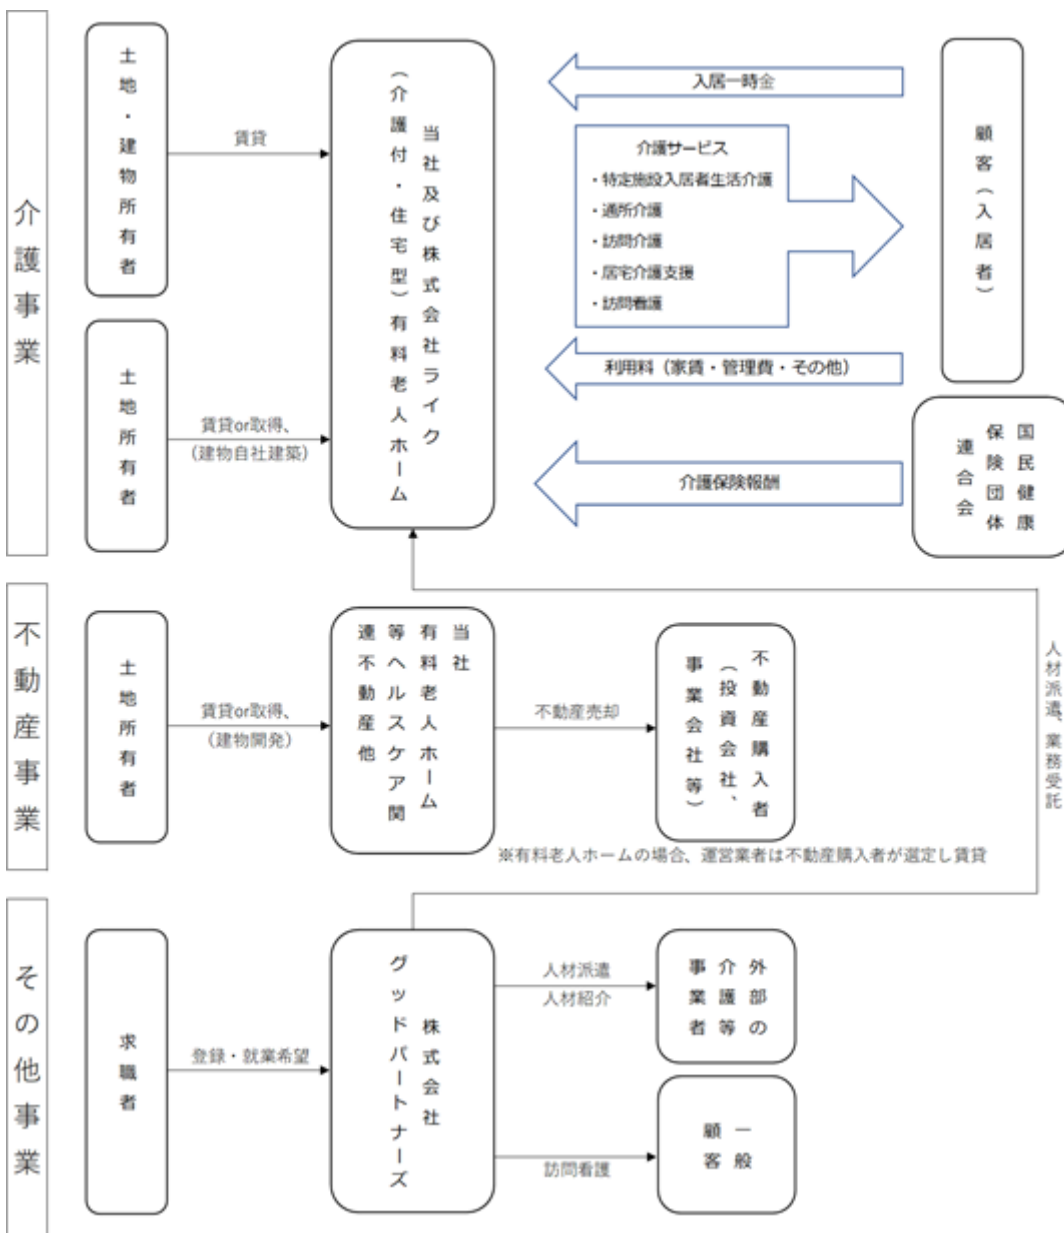 介護事業
土地・建物所有者
賃貸
土地所有者
賃貸or取得、
(建物自社建築)
当社及び株式会社ライク
(介護付・住宅型)有料老人ホーム
入居一時金
介護サービス
・特定施設入居者生活介護
・通所介護
・訪問介護
・居宅介護支援
・訪問看護
利用料(家賃・管理費・その他)
介護保険報酬
顧客(入居者)
国民健康
保険団体
連合会
不動産事業
土地所有者
賃貸or取得、
(建物開発)
当社
有料老人ホーム
等ヘルスケア関
連不動産他
不動産売却
不動産購入者
(投資会社、
事業会社等)
※有料老人ホームの場合、運営業者は不動産購入者が選定し賃貸
人材派遣、業務受託
その他事業
求職者
登録・就業希望
株式会社
グッドパートナーズ
人材派遣
人材紹介
外部の
介護等
事業者
訪問看護
一般
顧客